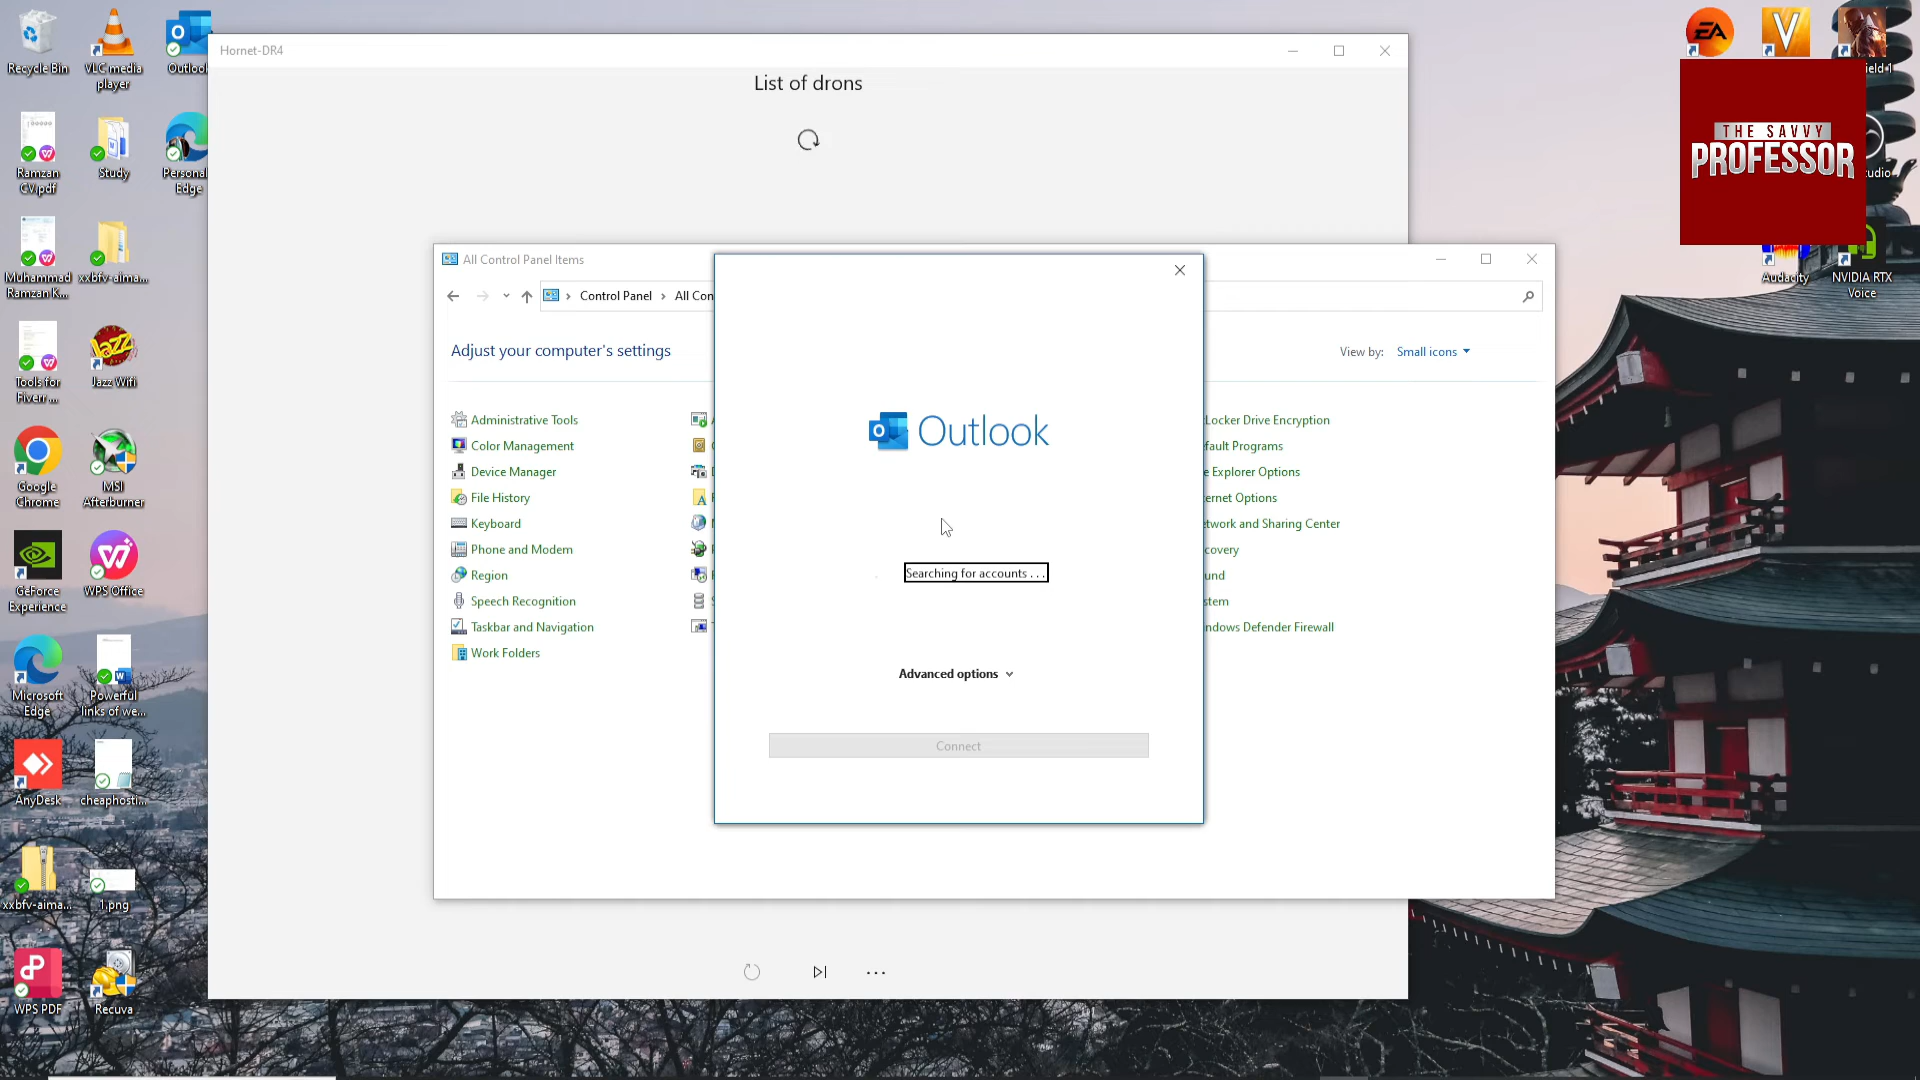 Recycle Bin
VLC media
player
Outlook
Ramzan
CV.pdf
Study
Personal
Edge
Muhammad
Ramzan K...
xxbfv-aima...
Tools for
Fiverr ...
Jazz Wifi
Google
Chrome
MSI
Afterburner
GeForce
Experience
WPS Office
Microsoft
Edge
Powerful
links of we...
AnyDesk
cheaphosti...
xxbfv-aima...
1.png
WPS PDF
Recuva
Hornet-DR4
List of drons
All Control Panel Items
Control Panel
All Con
Adjust your computer's settings
View by:
Small icons
Administrative Tools
Color Management
Device Manager
File History
Keyboard
Phone and Modem
Region
Speech Recognition
Taskbar and Navigation
Work Folders
Locker Drive Encryption
fault Programs
e Explorer Options
ernet Options
etwork and Sharing Center
covery
und
stem
ndows Defender Firewall
Outlook
Searching for accounts . . .
Advanced options
Connect
EA
ield 1
THE SAVVY
PROFESSOR
udio
Audacity
NVIDIA RTX
Voice